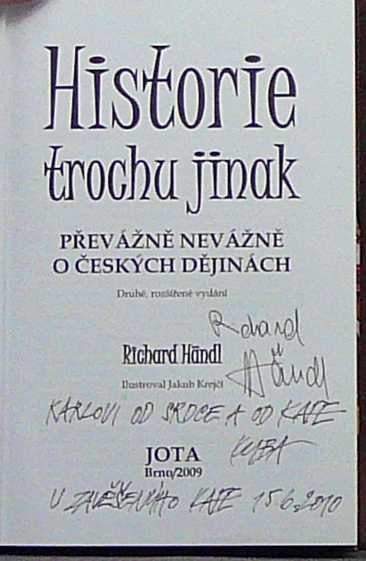 Historie
trochu jinak
PŘEVÁŽNĚ NEVÁŽNĚ
O ČESKÝCH DĚJINÁCH
Druhé, rozšířené vydání
Richard
Richard Händl
Händl
Ilustroval Jakub Krejčí
KARLOVI OD SRDCE A OD KAFE
JOTA
Brno/2009
U ZAVĚŠENÝHO KAFE 15.6.2010